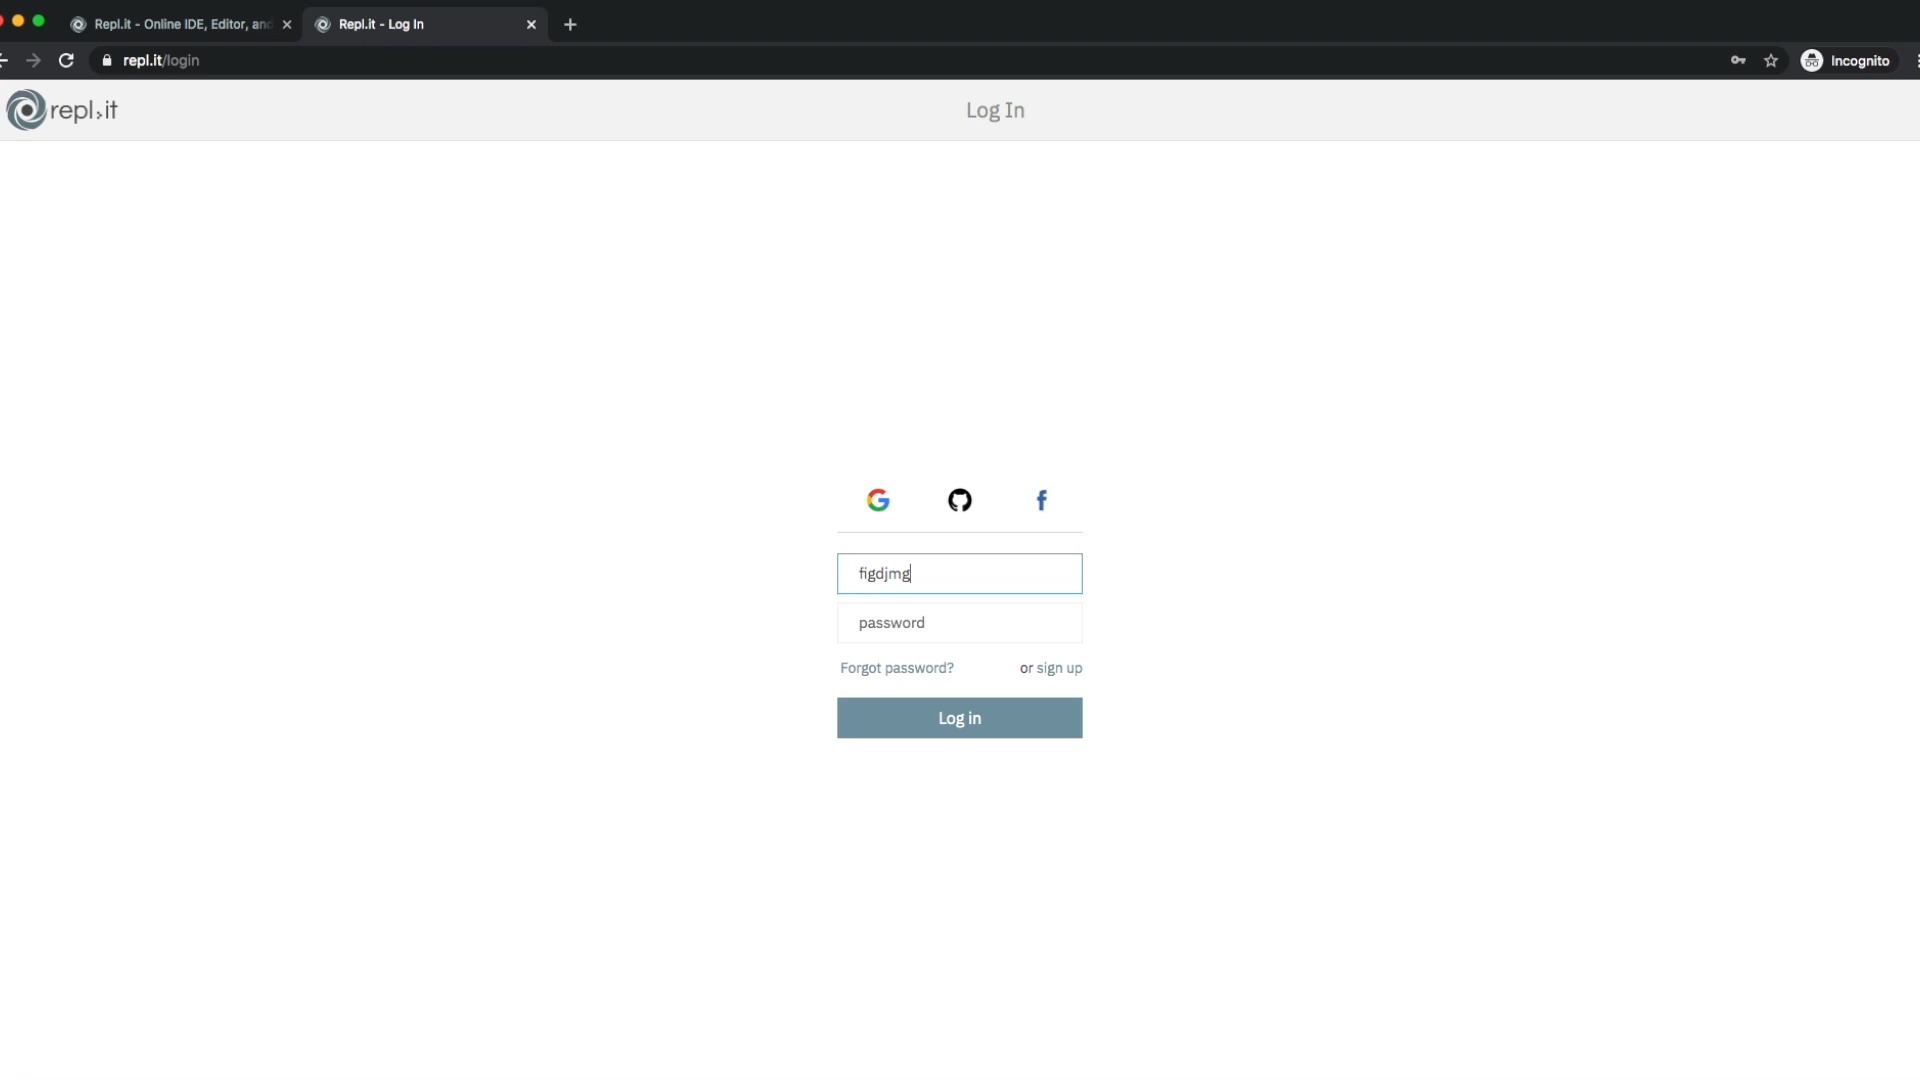 Repl.it - Online IDE, Editor, and
Repl.it - Log In
repl.it/login
Incognito
repl.it
Log In
figdjmg
password
Forgot password?
or sign up
Log in